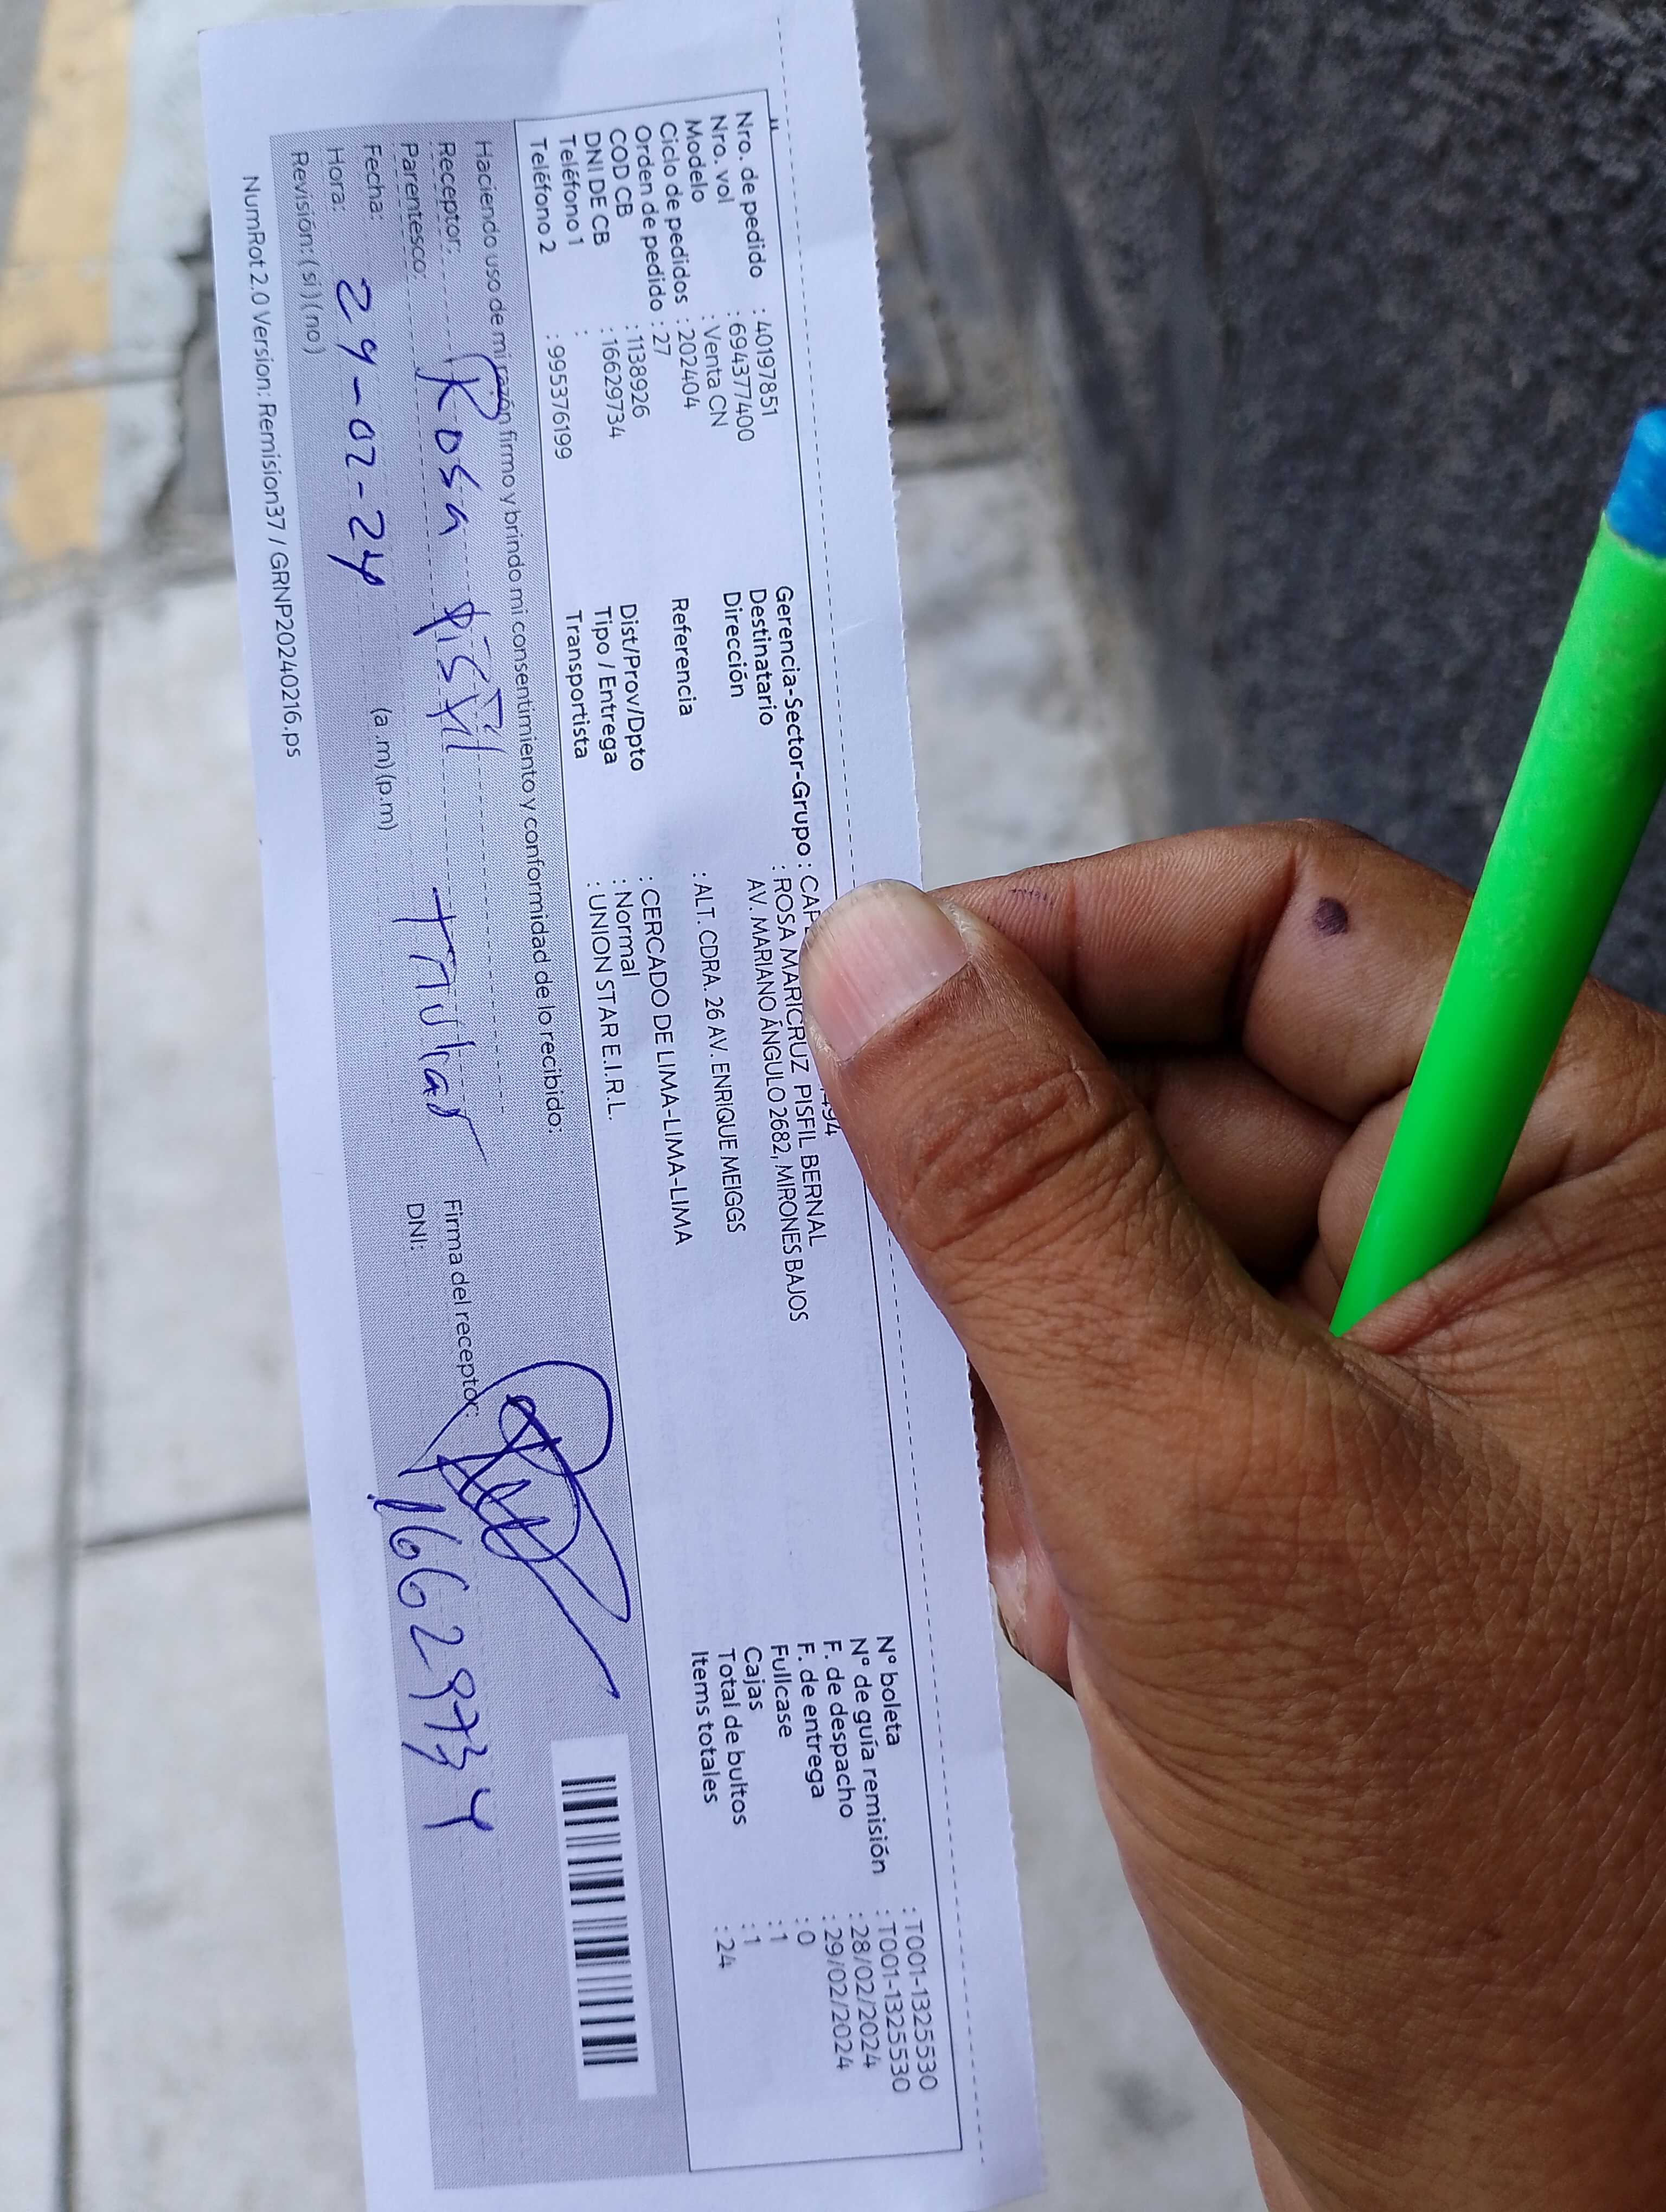 Nro. de pedido : 40197851
Nro. vol : 694377400
Modelo : Venta CN
Ciclo de pedidos : 202404
Orden de pedido : 27
COD CB : 1138926
DNI DE CB : 16629734
Teléfono 1 :
Teléfono 2 : 995376199
Gerencia-Sector-Grupo :
Destinatario : ROSA MARICRUZ PISFIL BERNAL
Dirección AV. MARIANO ÁNGULO 2682, MIRONES BAJOS
Referencia : ALT. CDRA. 26 AV. ENRIQUE MEIGGS
Dist/Prov/Dpto : CERCADO DE LIMA-LIMA-LIMA
Tipo / Entrega : Normal
Transportista : UNION STAR E.I.R.L.
N° boleta : T001-1325530
N° de guía remisión : T001-1325530
F. de despacho : 28/02/2024
F. de entrega : 29/02/2024
Fullcase : 0
Cajas : 1
Total de bultos : 1
Items totales : 24
Haciendo uso de mi razón firmo y brindo mi consentimiento y conformidad de lo recibido:
Receptor: Rosa Pisfil
Parentesco: Titular
Fecha: 29-02-24
Hora: (a.m) (p.m)
Revisión: ( si ) ( no )
Firma del receptor:
DNI: 16629734
NumRot 2.0 Version: Remision37 / GRNP20240216.ps